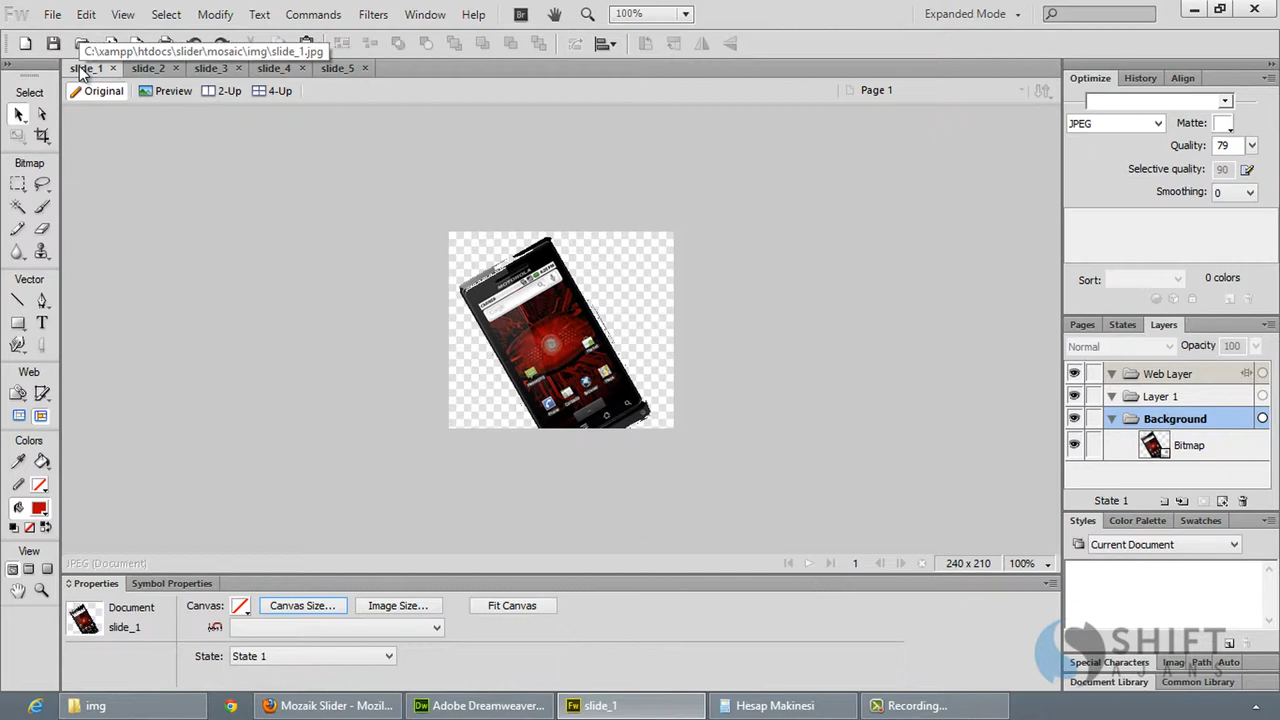 Fw File Edit View Select Modify Text Commands Filters Window Help Br 100% Expanded Mode
C:\xampp\htdocs\slider\mosaic\img\slide_1.jpg
slide_1 slide_2 slide_3 slide_4 slide_5
Original Preview 2-Up 4-Up Page 1
Select
Bitmap
Vector
Web
Colors
View
MOTOROLA
Optimize History Align
JPEG Matte:
Quality: 79
Selective quality: 90
Smoothing: 0
Sort: 0 colors
Pages States Layers
Normal Opacity 100
Web Layer
Layer 1
Background
Bitmap
State 1
Styles Color Palette Swatches
Current Document
JPEG (Document) 1 240 x 210 100%
Properties Symbol Properties
Document Canvas: Canvas Size... Image Size... Fit Canvas
slide_1
State: State 1
SHIFT
AJANS
Special Characters Imag Path Auto
Document Library Common Library
img Mozaik Slider - Mozil... Adobe Dreamweaver... slide_1 Hesap Makinesi Recording...